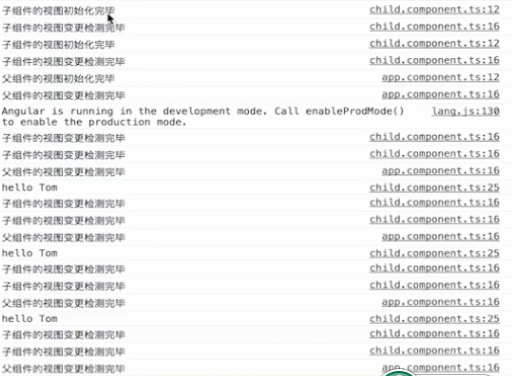 子组件的视图初始化完毕 child.component.ts:12
子组件的视图变更检测完毕 child.component.ts:16
子组件的视图初始化完毕 child.component.ts:12
子组件的视图变更检测完毕 child.component.ts:16
父组件的视图初始化完毕 app.component.ts:12
父组件的视图变更检测完毕 app.component.ts:16
Angular is running in the development mode. Call enableProdMode() lang.js:130
to enable the production mode.
子组件的视图变更检测完毕 child.component.ts:16
子组件的视图变更检测完毕 child.component.ts:16
父组件的视图变更检测完毕 app.component.ts:16
hello Tom child.component.ts:25
子组件的视图变更检测完毕 child.component.ts:16
子组件的视图变更检测完毕 child.component.ts:16
父组件的视图变更检测完毕 app.component.ts:16
hello Tom child.component.ts:25
子组件的视图变更检测完毕 child.component.ts:16
子组件的视图变更检测完毕 child.component.ts:16
父组件的视图变更检测完毕 app.component.ts:16
hello Tom child.component.ts:25
子组件的视图变更检测完毕 child.component.ts:16
子组件的视图变更检测完毕 child.component.ts:16
父组件的视图变更检测完毕 app.component.ts:16